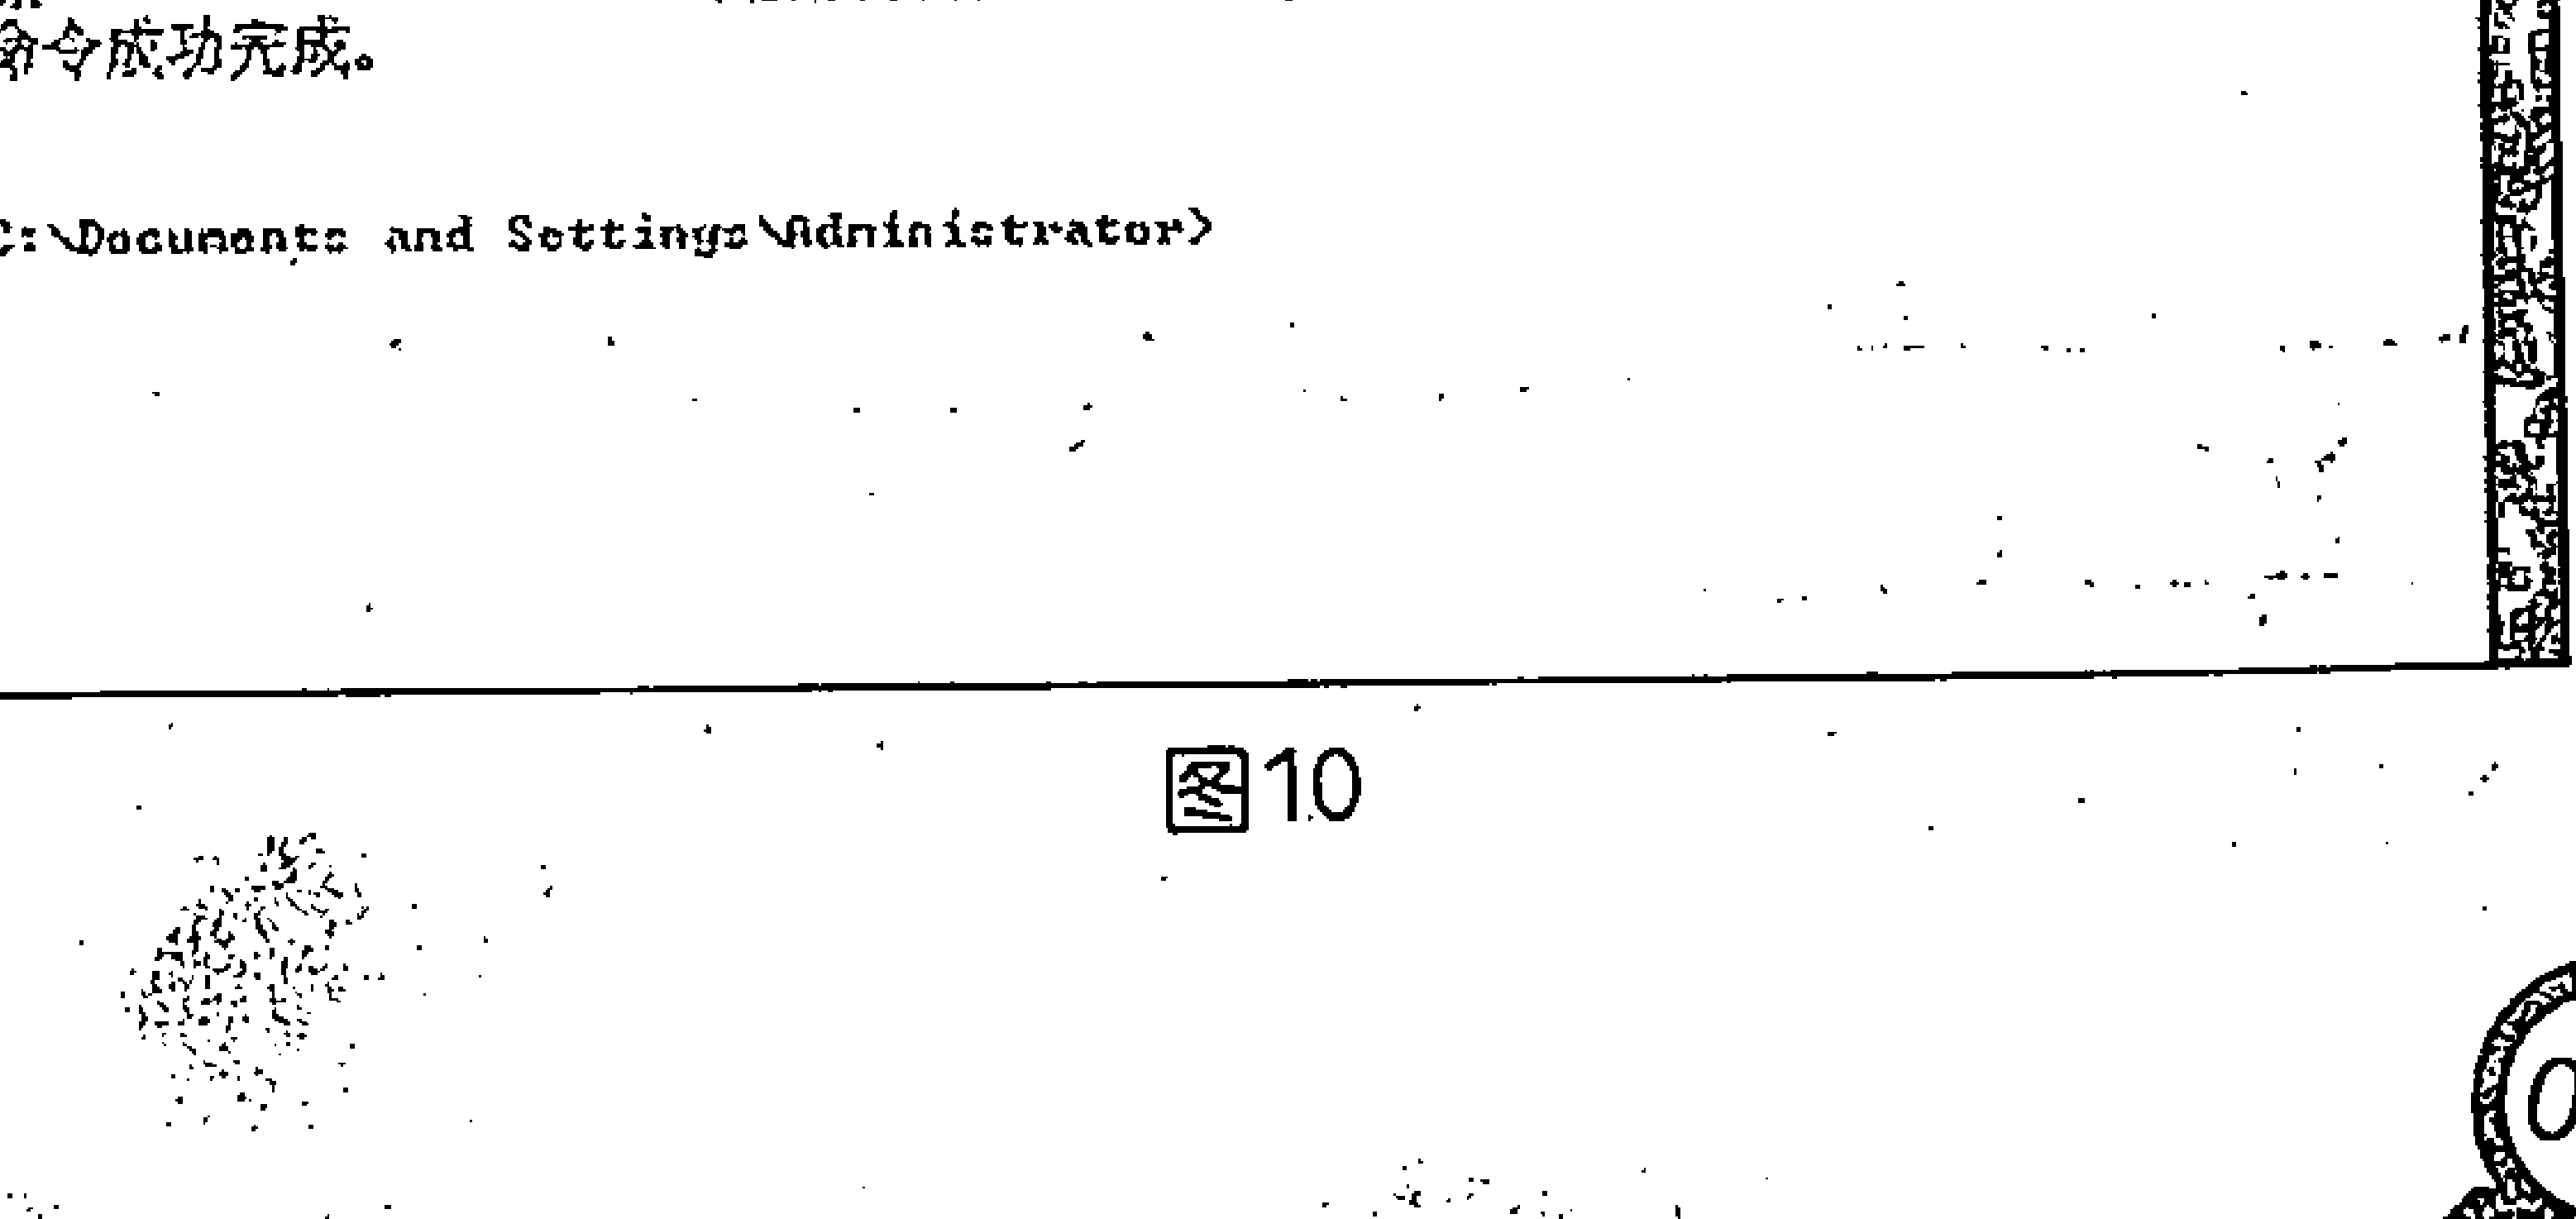 命令成功完成。
C:\Documents and Settings\Administrator>
图10